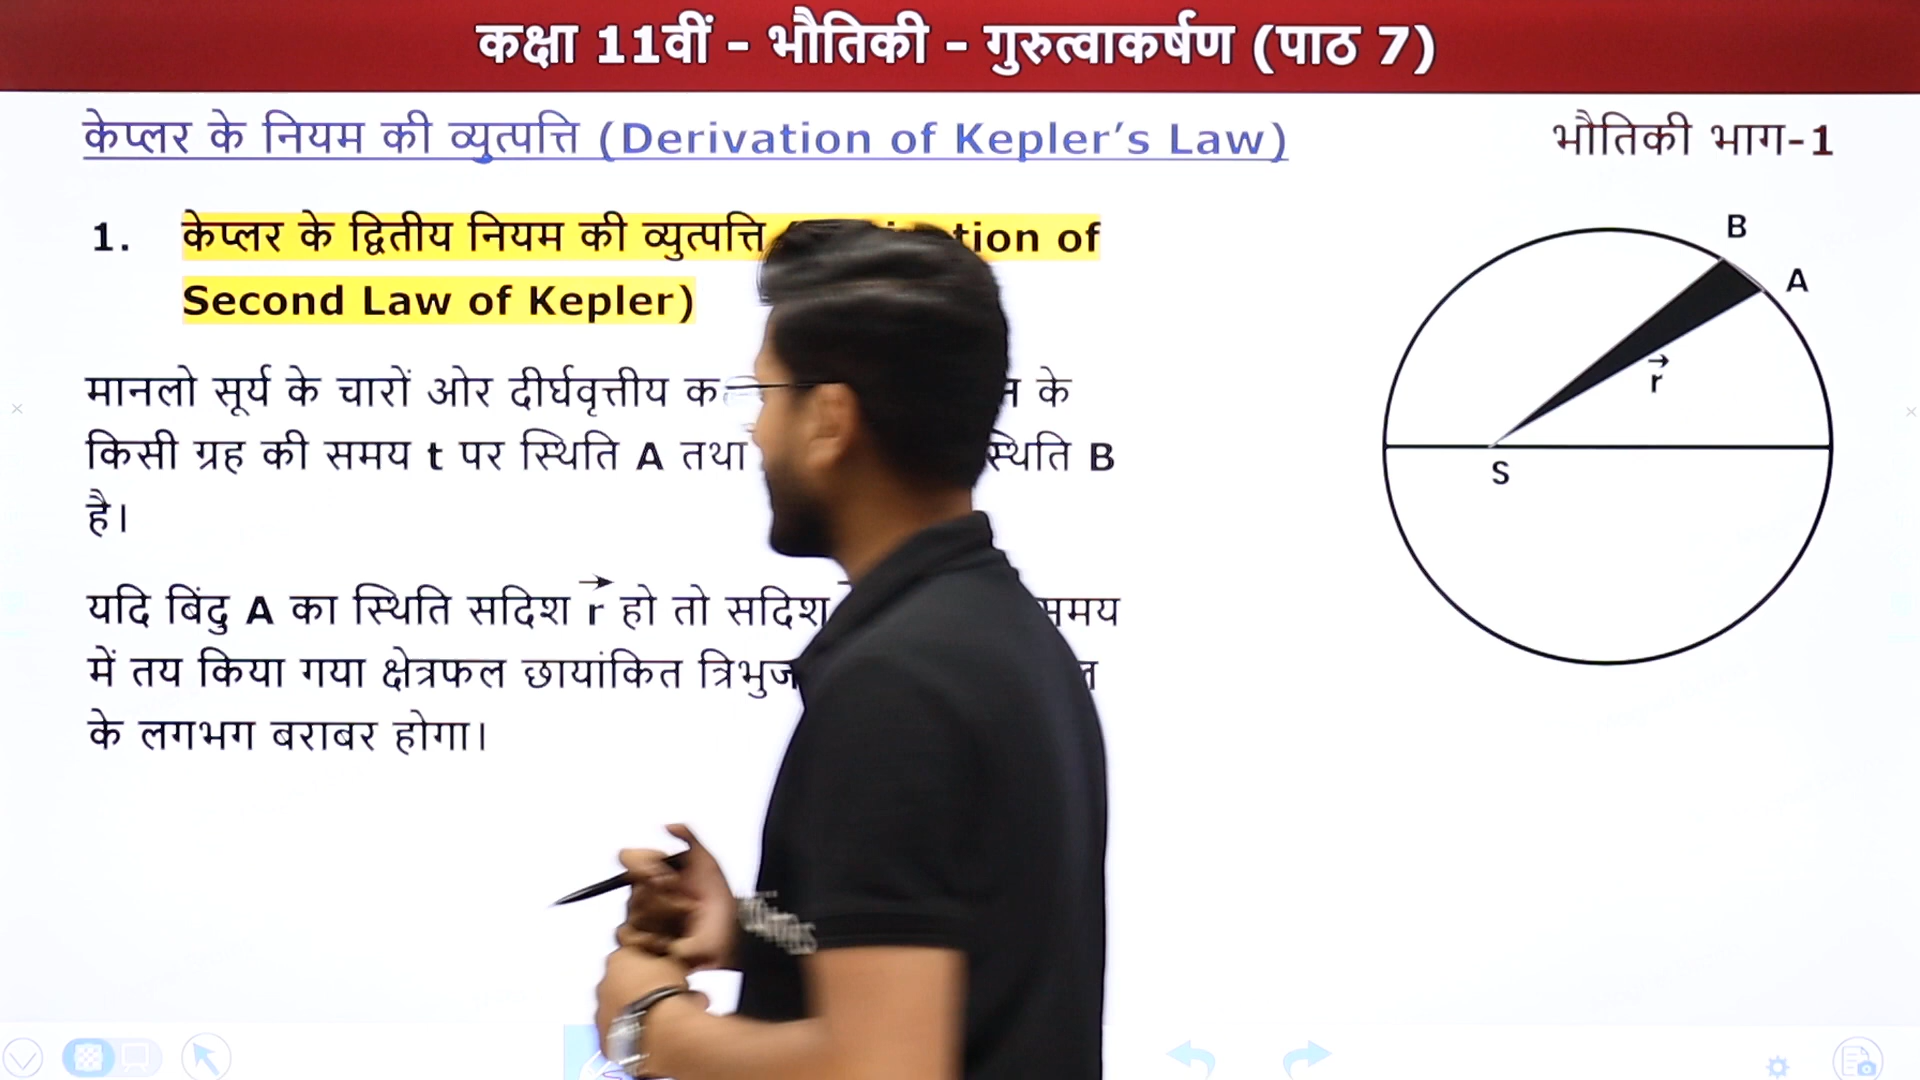 कक्षा 11वीं - भौतिकी - गुरुत्वाकर्षण (पाठ 7)
केप्लर के नियम की व्युत्पत्ति (Derivation of Kepler’s Law)
भौतिकी भाग-1
1. केप्लर के द्वितीय नियम की व्युत्पत्ति of
Second Law of Kepler)
मानलो सूर्य के चारों ओर दीर्घवृत्तीय के
किसी ग्रह की समय t पर स्थिति A तथा स्थिति B
है।
यदि बिंदु A का स्थिति सदिश r⃗ हो तो सदिश समय
में तय किया गया क्षेत्रफल छायांकित त्रिभुज
के लगभग बराबर होगा।
B
A
r⃗
S